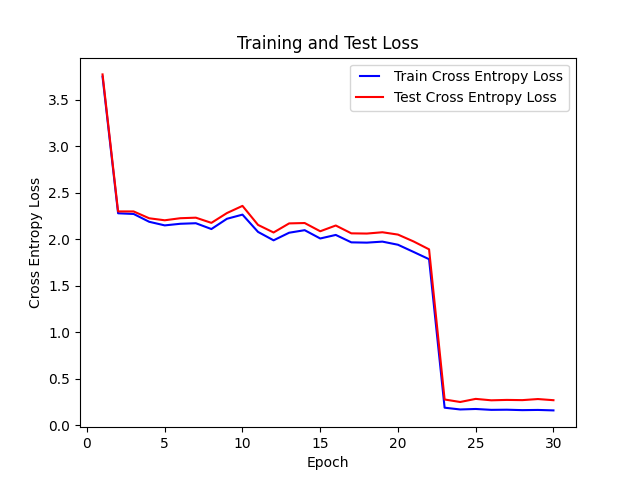 Training and Test Loss
Train Cross Entropy Loss
Test Cross Entropy Loss
Cross Entropy Loss
3.5
3.0
2.5
2.0
1.5
1.0
0.5
0.0
0 5 10 15 20 25 30
Epoch